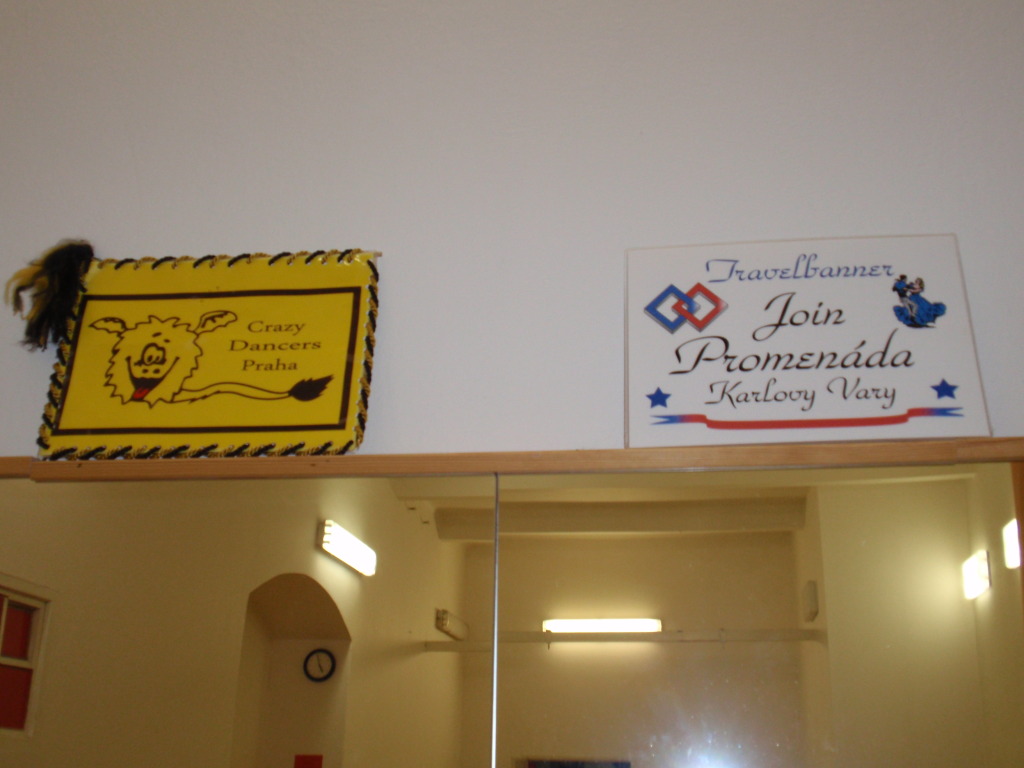 Crazy
Dancers
Praha
Travelbanner
Join
Promenáda
Karlovy Vary